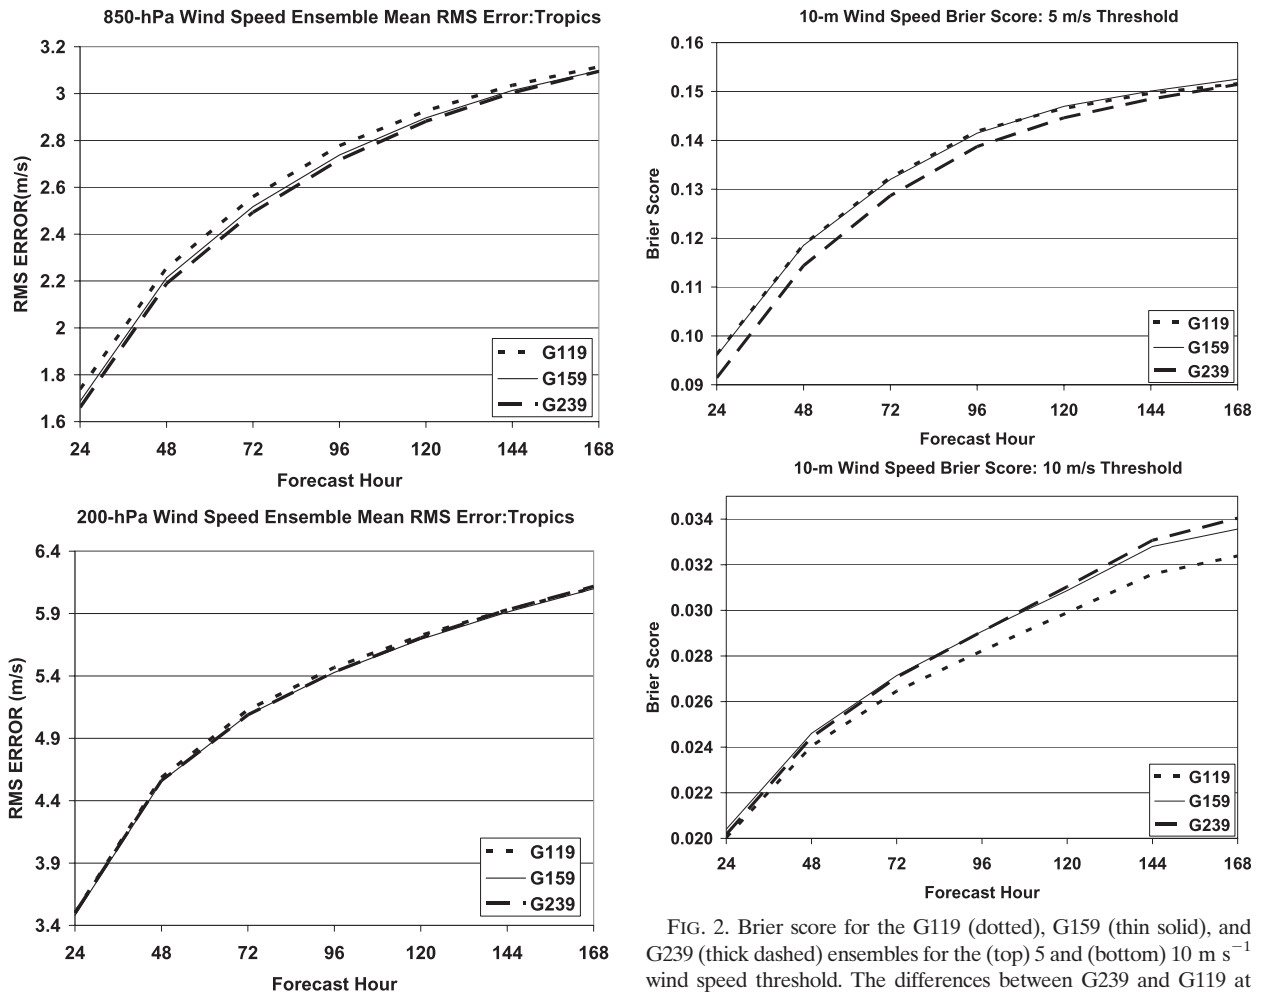 850-hPa Wind Speed Ensemble Mean RMS Error:Tropics
3.2
3
2.8
2.6
2.4
2.2
2
1.8
1.6
RMS ERROR(m/s)
G119
G159
G239
24 48 72 96 120 144 168
Forecast Hour
200-hPa Wind Speed Ensemble Mean RMS Error:Tropics
6.4
5.9
5.4
4.9
4.4
3.9
3.4
RMS ERROR (m/s)
G119
G159
G239
24 48 72 96 120 144 168
Forecast Hour
10-m Wind Speed Brier Score: 5 m/s Threshold
0.16
0.15
0.14
0.13
0.12
0.11
0.10
0.09
Brier Score
G119
G159
G239
24 48 72 96 120 144 168
Forecast Hour
10-m Wind Speed Brier Score: 10 m/s Threshold
0.034
0.032
0.030
0.028
0.026
0.024
0.022
0.020
Brier Score
G119
G159
G239
24 48 72 96 120 144 168
Forecast Hour
FIG. 2. Brier score for the G119 (dotted), G159 (thin solid), and
G239 (thick dashed) ensembles for the (top) 5 and (bottom) 10 m s⁻¹
wind speed threshold. The differences between G239 and G119 at